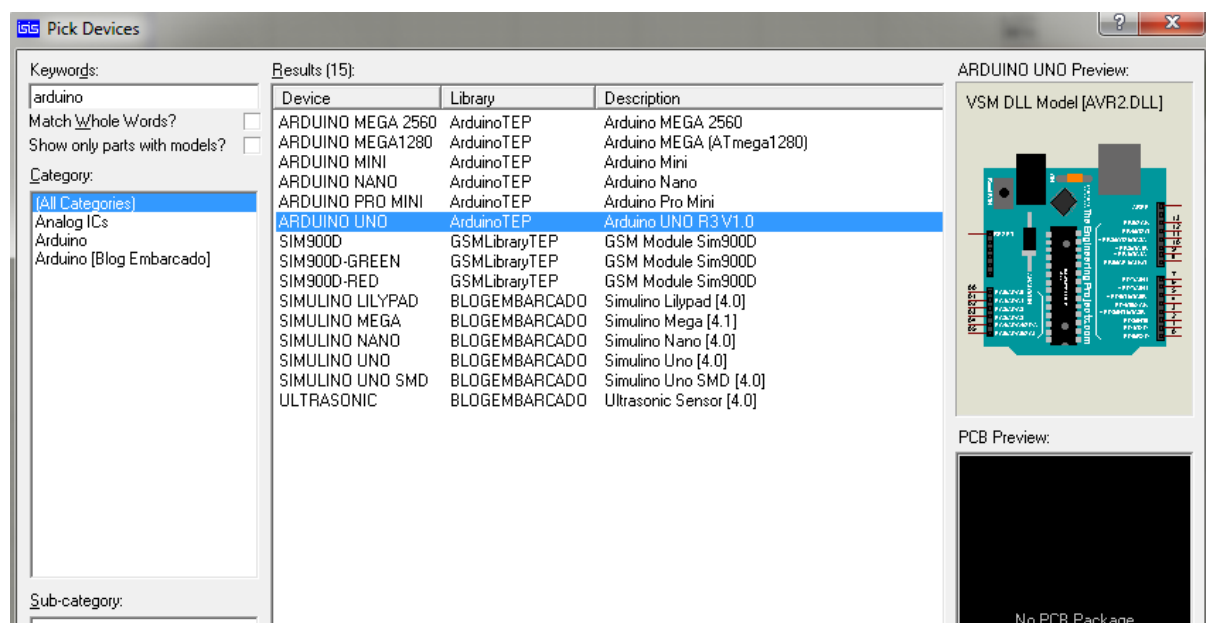 isis Pick Devices
Keywords:
arduino
Match Whole Words?
Show only parts with models?
Category:
(All Categories)
Analog ICs
Arduino
Arduino [Blog Embarcado]
Sub-category:
Results (15):
Device Library Description
ARDUINO MEGA 2560 ArduinoTEP Arduino MEGA 2560
ARDUINO MEGA1280 ArduinoTEP Arduino MEGA (ATmega1280)
ARDUINO MINI ArduinoTEP Arduino Mini
ARDUINO NANO ArduinoTEP Arduino Nano
ARDUINO PRO MINI ArduinoTEP Arduino Pro Mini
ARDUINO UNO ArduinoTEP Arduino UNO R3 V1.0
SIM900D GSMLibraryTEP GSM Module Sim900D
SIM900D-GREEN GSMLibraryTEP GSM Module Sim900D
SIM900D-RED GSMLibraryTEP GSM Module Sim900D
SIMULINO LILYPAD BLOGEMBARCADO Simulino Lilypad [4.0]
SIMULINO MEGA BLOGEMBARCADO Simulino Mega [4.1]
SIMULINO NANO BLOGEMBARCADO Simulino Nano [4.0]
SIMULINO UNO BLOGEMBARCADO Simulino Uno [4.0]
SIMULINO UNO SMD BLOGEMBARCADO Simulino Uno SMD [4.0]
ULTRASONIC BLOGEMBARCADO Ultrasonic Sensor [4.0]
ARDUINO UNO Preview:
VSM DLL Model [AVR2.DLL]
RESET
PCB Preview:
No PCB Package